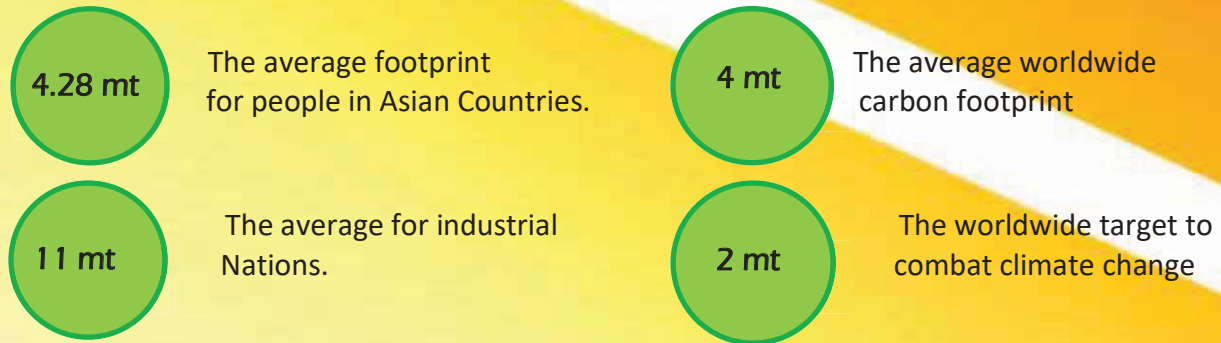 4.28 mt
The average footprint
for people in Asian Countries.
4 mt
The average worldwide
carbon footprint
11 mt
The average for industrial
Nations.
2 mt
The worldwide target to
combat climate change